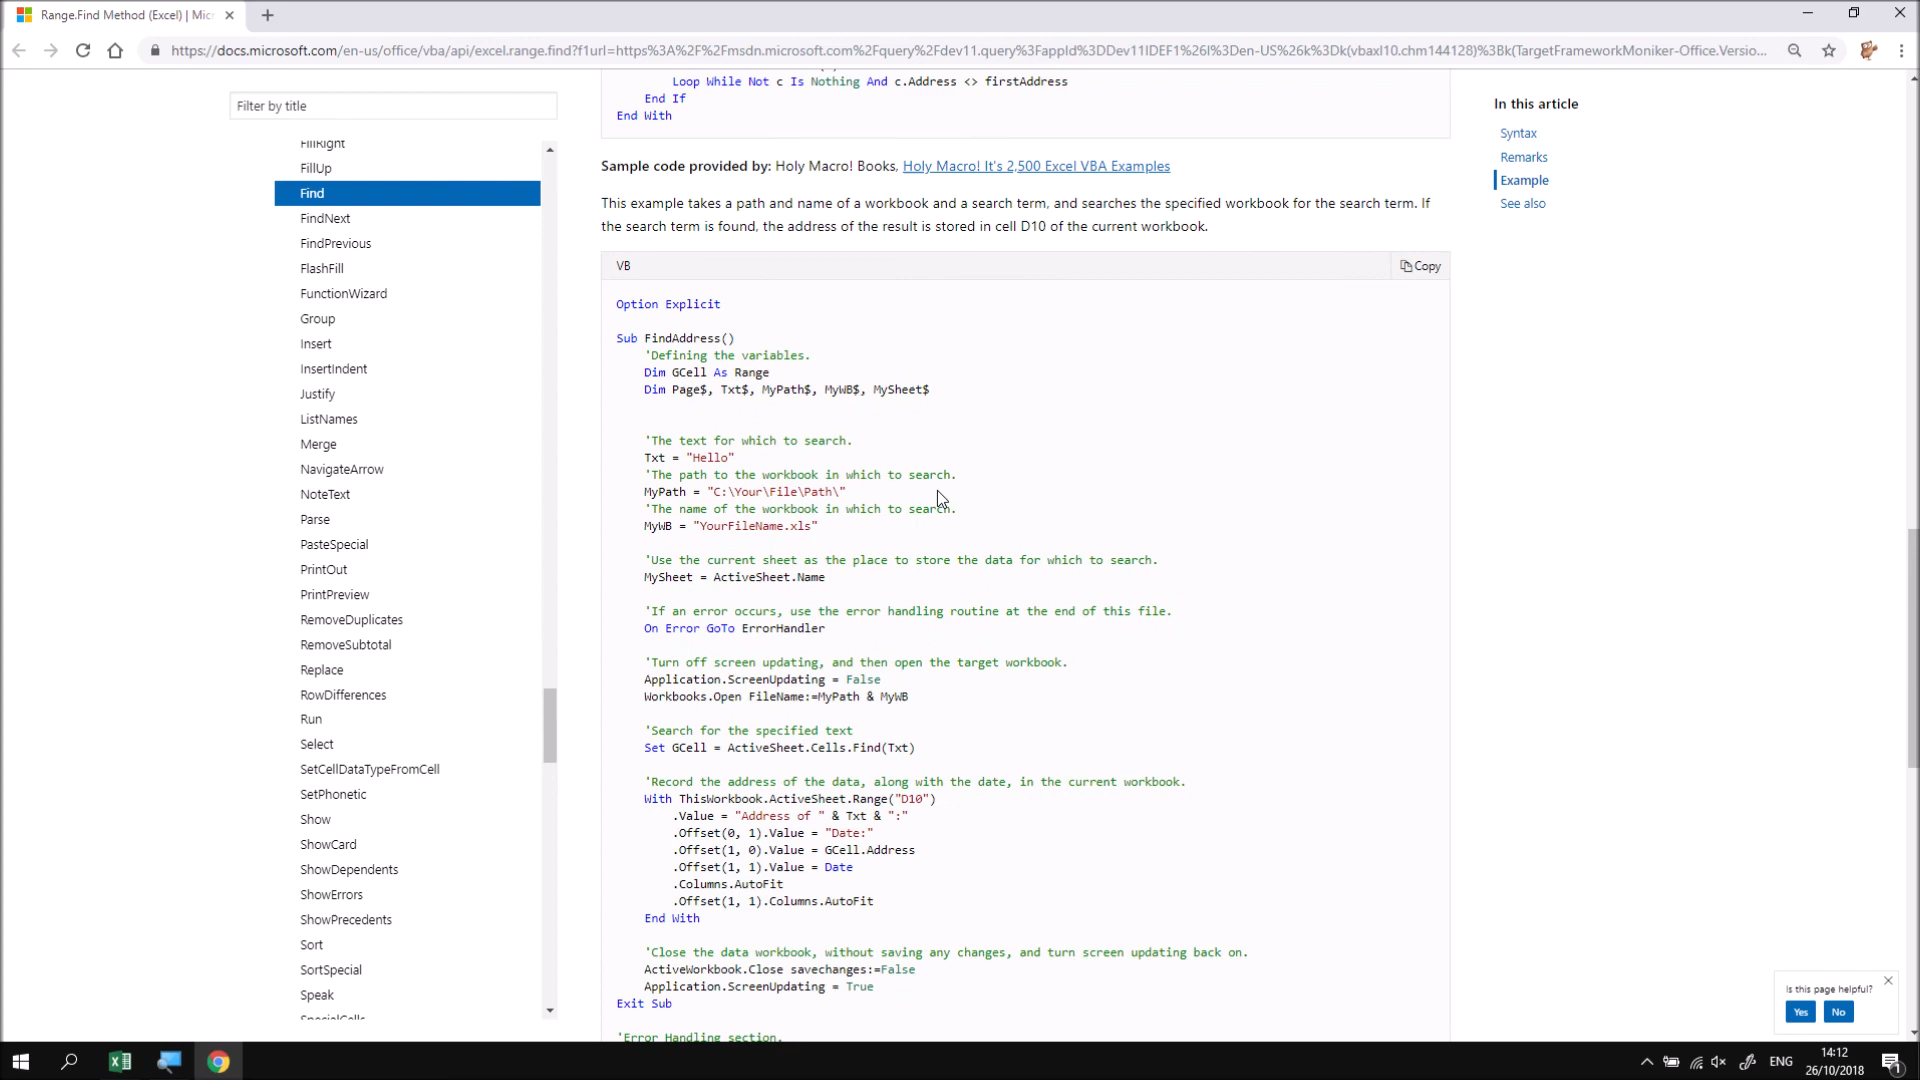 Range.Find Method (Excel) | Micr
https://docs.microsoft.com/en-us/office/vba/api/excel.range.find?f1url=https%3A%2F%2Fmsdn.microsoft.com%2Fquery%2Fdev11.query%3FappId%3DDev11IDEF1%26l%3Den-US%26k%3Dk(vbaxl10.chm144128)%3Bk(TargetFrameworkMoniker-Office.Versio...
Filter by title
FillRight
FillUp
Find
FindNext
FindPrevious
FlashFill
FunctionWizard
Group
Insert
InsertIndent
Justify
ListNames
Merge
NavigateArrow
NoteText
Parse
PasteSpecial
PrintOut
PrintPreview
RemoveDuplicates
RemoveSubtotal
Replace
RowDifferences
Run
Select
SetCellDataTypeFromCell
SetPhonetic
Show
ShowCard
ShowDependents
ShowErrors
ShowPrecedents
Sort
SortSpecial
Speak
SpecialCells
Loop While Not c Is Nothing And c.Address <> firstAddress
End If
End With
Sample code provided by: Holy Macro! Books, Holy Macro! It's 2,500 Excel VBA Examples
This example takes a path and name of a workbook and a search term, and searches the specified workbook for the search term. If
the search term is found, the address of the result is stored in cell D10 of the current workbook.
VB
Copy
Option Explicit
Sub FindAddress()
'Defining the variables.
Dim GCell As Range
Dim Page$, Txt$, MyPath$, MyWB$, MySheet$
'The text for which to search.
Txt = "Hello"
'The path to the workbook in which to search.
MyPath = "C:\Your\File\Path\"
'The name of the workbook in which to search.
MyWB = "YourFileName.xls"
'Use the current sheet as the place to store the data for which to search.
MySheet = ActiveSheet.Name
'If an error occurs, use the error handling routine at the end of this file.
On Error GoTo ErrorHandler
'Turn off screen updating, and then open the target workbook.
Application.ScreenUpdating = False
Workbooks.Open FileName:=MyPath & MyWB
'Search for the specified text
Set GCell = ActiveSheet.Cells.Find(Txt)
'Record the address of the data, along with the date, in the current workbook.
With ThisWorkbook.ActiveSheet.Range("D10")
.Value = "Address of " & Txt & ":"
.Offset(0, 1).Value = "Date:"
.Offset(1, 0).Value = GCell.Address
.Offset(1, 1).Value = Date
.Columns.AutoFit
.Offset(1, 1).Columns.AutoFit
End With
'Close the data workbook, without saving any changes, and turn screen updating back on.
ActiveWorkbook.Close savechanges:=False
Application.ScreenUpdating = True
Exit Sub
'Error Handling section.
In this article
Syntax
Remarks
Example
See also
Is this page helpful?
Yes
No
ENG
14:12
26/10/2018
1